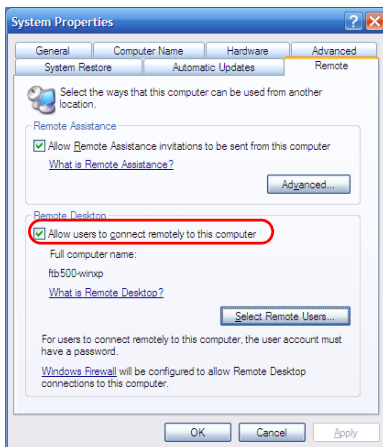 System Properties
General Computer Name Hardware Advanced
System Restore Automatic Updates Remote
Select the ways that this computer can be used from another
location.
Remote Assistance
Allow Remote Assistance invitations to be sent from this computer
What is Remote Assistance?
Advanced...
Remote Desktop
Allow users to connect remotely to this computer
Full computer name:
ftb500-winxp
What is Remote Desktop?
Select Remote Users...
For users to connect remotely to this computer, the user account must
have a password.
Windows Firewall will be configured to allow Remote Desktop
connections to this computer.
OK Cancel Apply